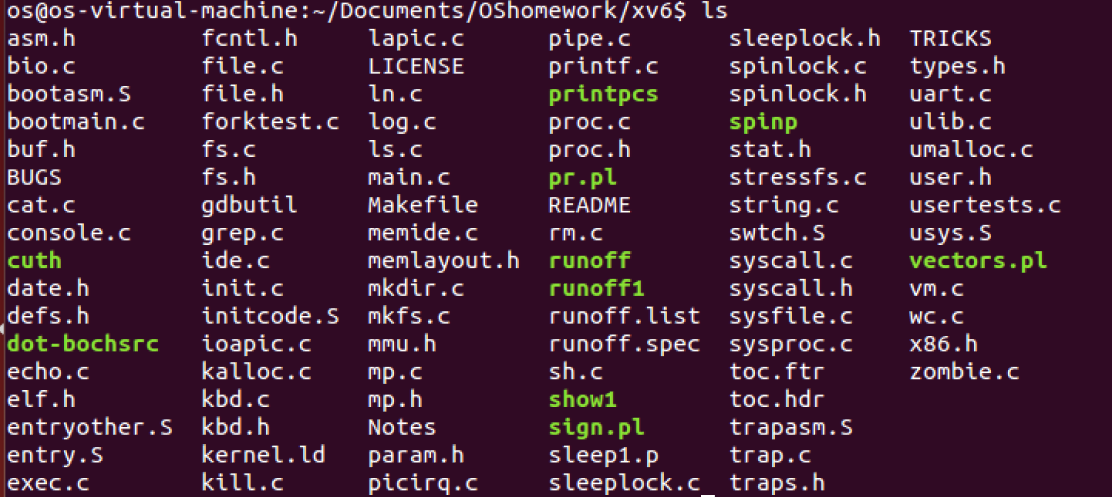 os@os-virtual-machine:~/Documents/OShomework/xv6$ ls
asm.h fcntl.h lapic.c pipe.c sleeplock.h TRICKS
bio.c file.c LICENSE printf.c spinlock.c types.h
bootasm.S file.h ln.c printpcs spinlock.h uart.c
bootmain.c forktest.c log.c proc.c spinp ulib.c
buf.h fs.c ls.c proc.h stat.h umalloc.c
BUGS fs.h main.c pr.pl stressfs.c user.h
cat.c gdbutil Makefile README string.c usertests.c
console.c grep.c memide.c rm.c swtch.S usys.S
cuth ide.c memlayout.h runoff syscall.c vectors.pl
date.h init.c mkdir.c runoff1 syscall.h vm.c
defs.h initcode.S mkfs.c runoff.list sysfile.c wc.c
dot-bochsrc ioapic.c mmu.h runoff.spec sysproc.c x86.h
echo.c kalloc.c mp.c sh.c toc.ftr zombie.c
elf.h kbd.c mp.h show1 toc.hdr
entryother.S kbd.h Notes sign.pl trapasm.S
entry.S kernel.ld param.h sleep1.p trap.c
exec.c kill.c picirq.c sleeplock.c traps.h